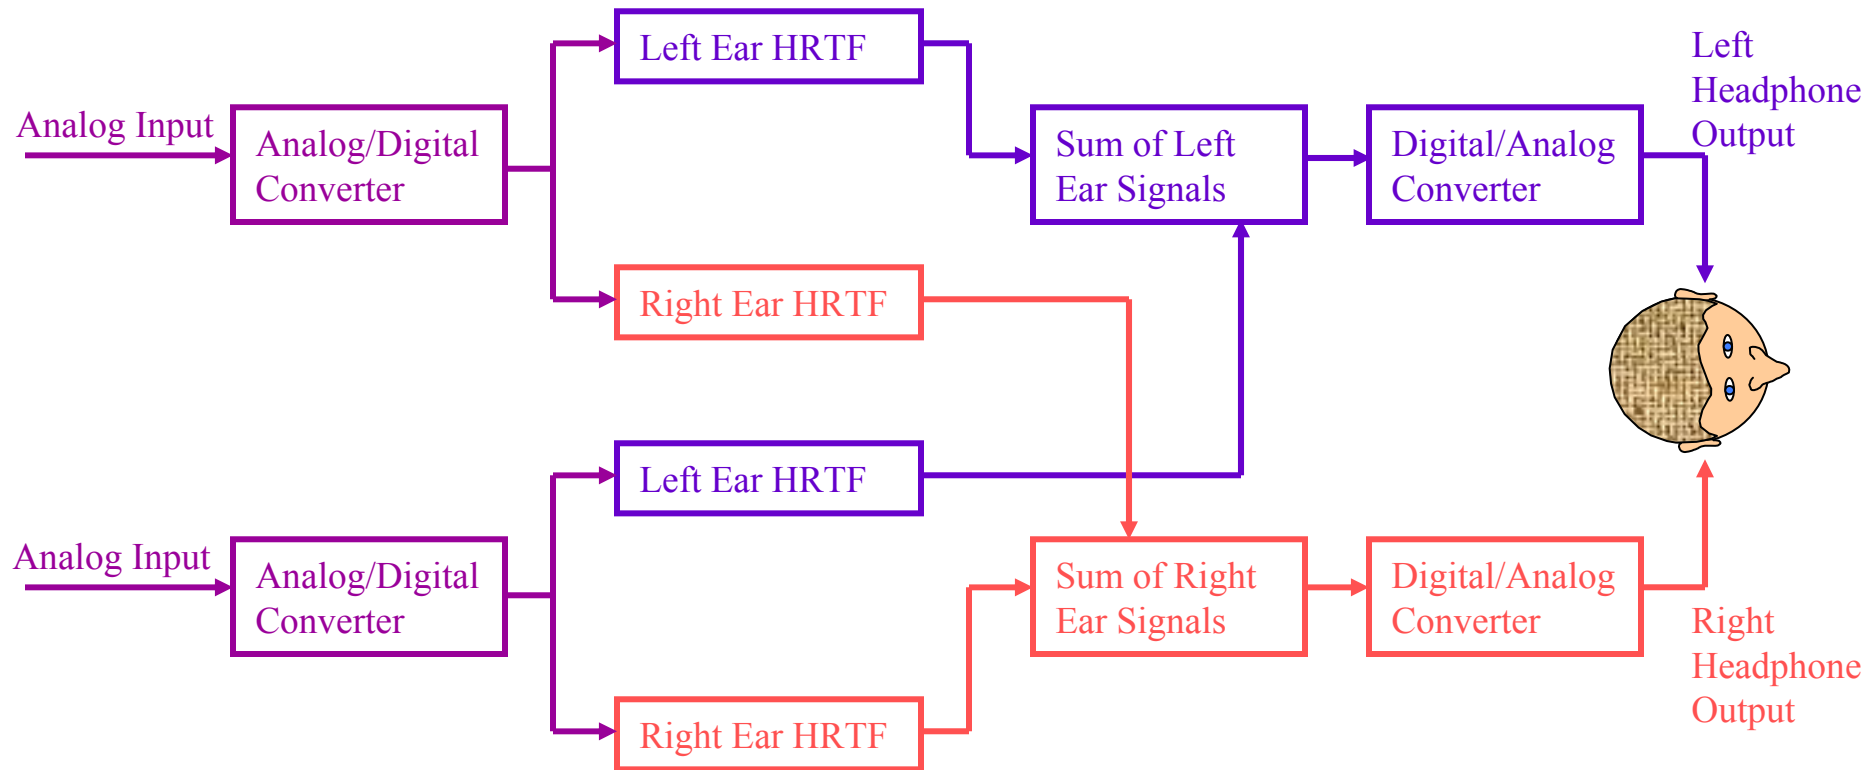 Left Ear HRTF
Left
Headphone
Output
Analog Input
Analog/Digital
Converter
Sum of Left
Ear Signals
Digital/Analog
Converter
Right Ear HRTF
Left Ear HRTF
Analog Input
Analog/Digital
Converter
Sum of Right
Ear Signals
Digital/Analog
Converter
Right
Headphone
Output
Right Ear HRTF